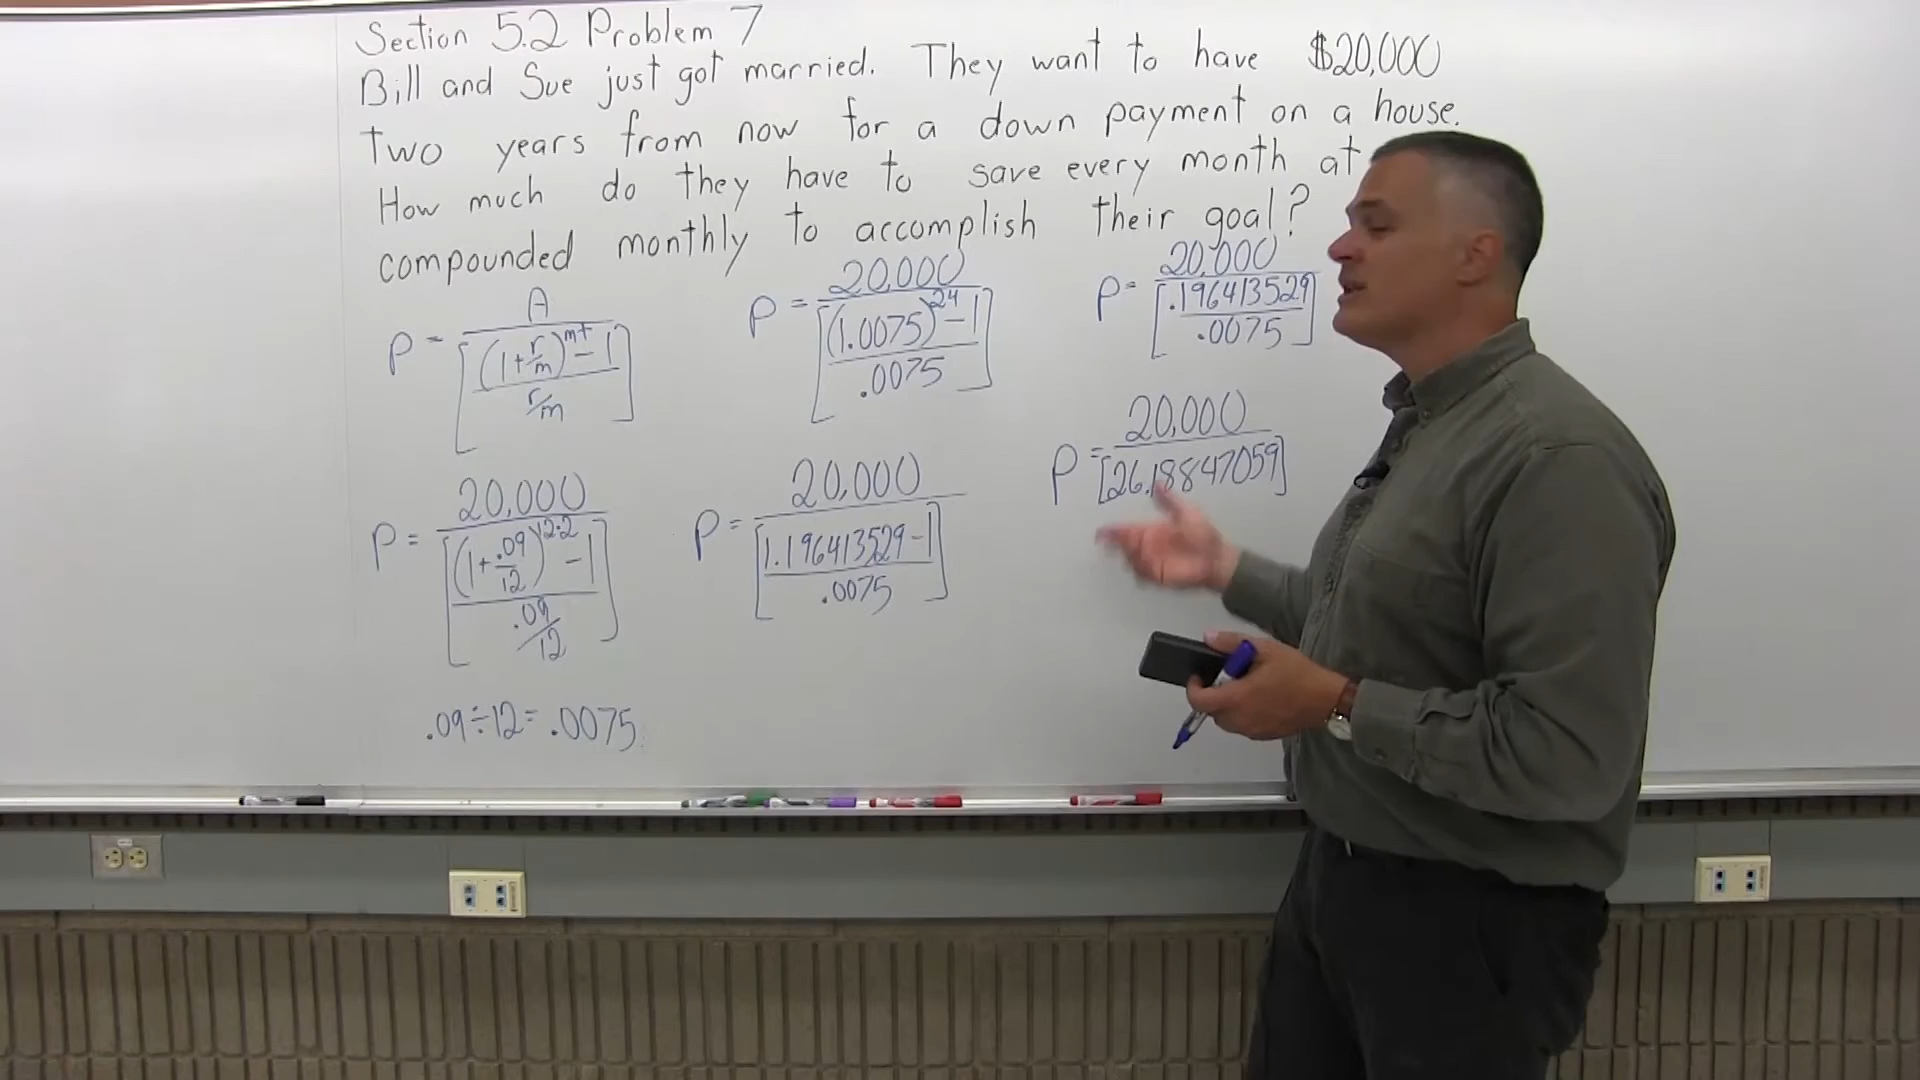 Section 5.2 Problem 7
Bill and Sue just got married. They want to have $20,000
two years from now for a down payment on a house.
How much do they have to save every month at
compounded monthly to accomplish their goal?
P = A / [((1+r/m)^mt - 1) / (r/m)]
P = 20,000 / [((1+.09/12)^12·2 - 1) / (.09/12)]
.09÷12 = .0075
P = 20,000 / [((1.0075)^24 - 1) / .0075]
P = 20,000 / [(1.196413529 - 1) / .0075]
P = 20,000 / [.196413529 / .0075]
P = 20,000 / [26.18847059]